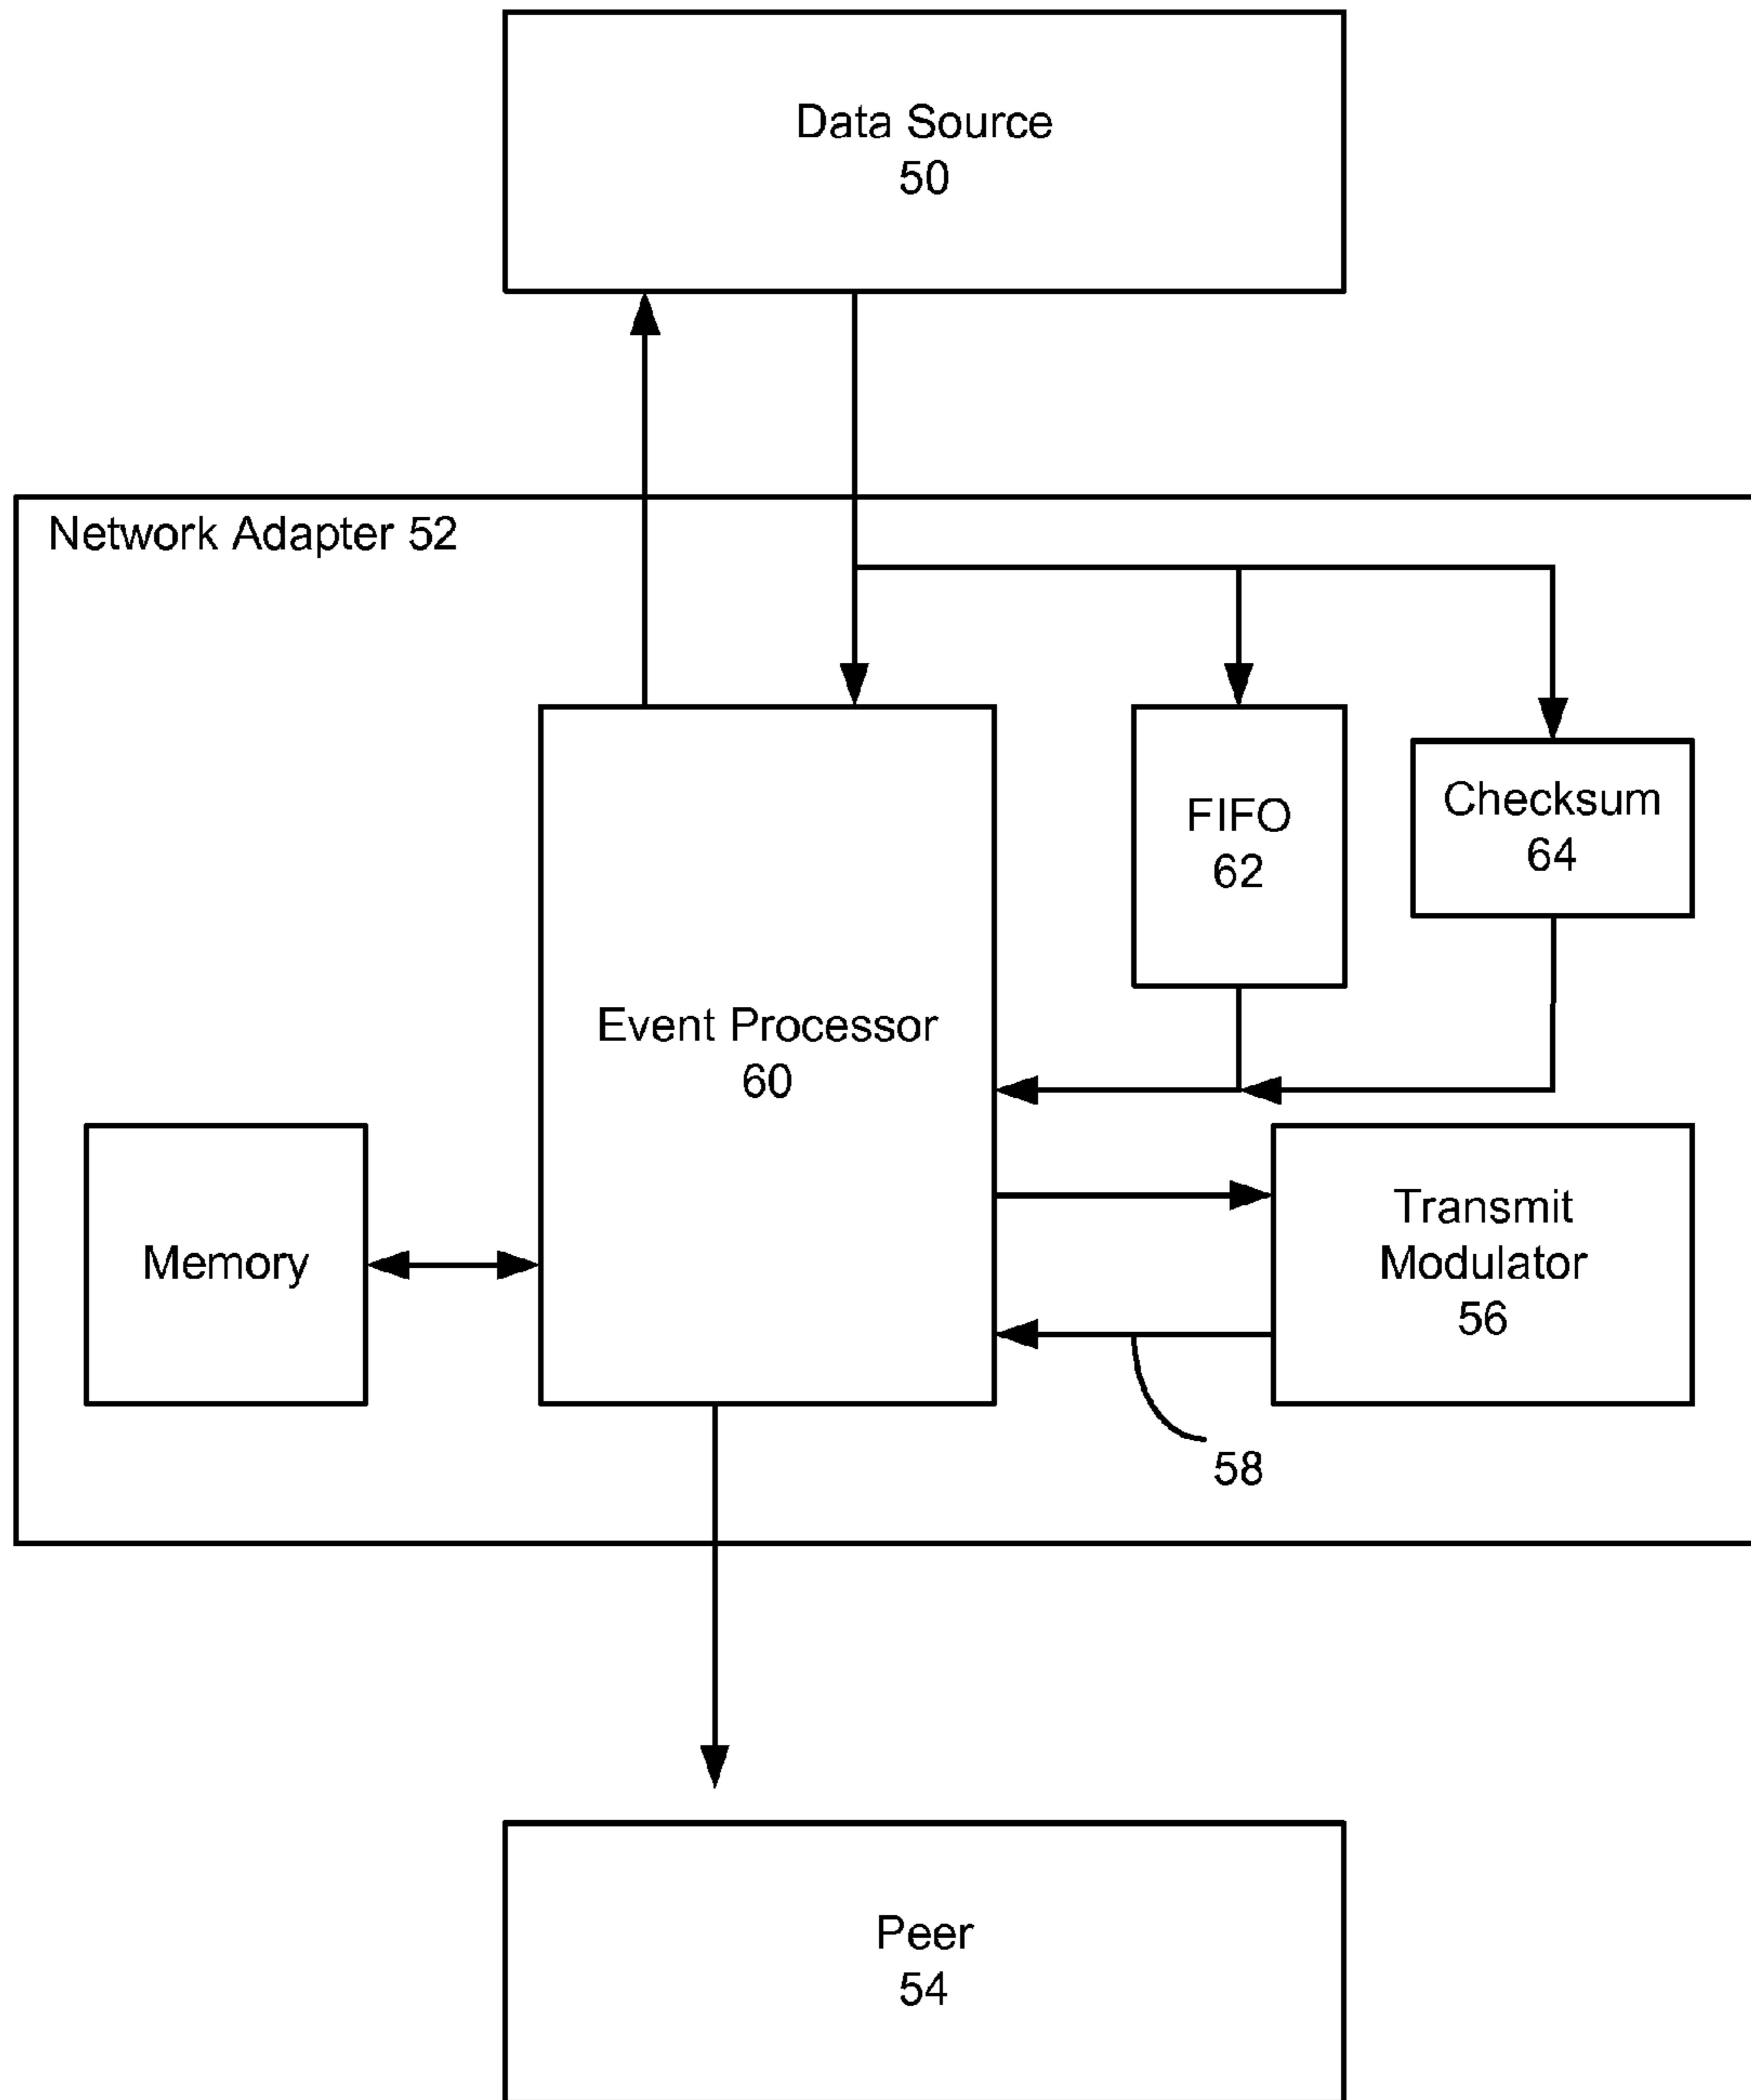 Data Source
50
Network Adapter 52
FIFO
62
Checksum
64
Event Processor
60
Memory
Transmit
Modulator
56
58
Peer
54